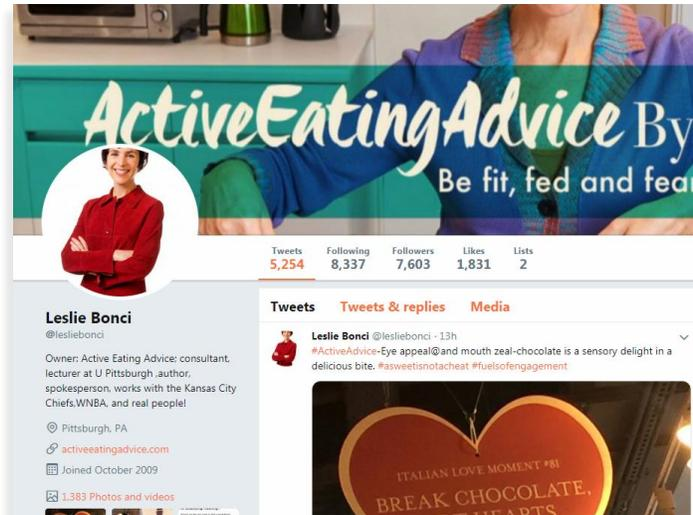 ActiveEatingAdvice By
Be fit, fed and fear
Tweets Following Followers Likes Lists
5,254 8,337 7,603 1,831 2
Leslie Bonci
@lesliebonci
Owner: Active Eating Advice; consultant,
lecturer at U Pittsburgh ,author,
spokesperson, works with the Kansas City
Chiefs,WNBA, and real people!
Pittsburgh, PA
activeeatingadvice.com
Joined October 2009
1,383 Photos and videos
Tweets Tweets & replies Media
Leslie Bonci @lesliebonci · 13h
#ActiveAdvice-Eye appeal@and mouth zeal-chocolate is a sensory delight in a
delicious bite. #asweetisnotacheat #fuelsofengagement
ITALIAN LOVE MOMENT #81
BREAK CHOCOLATE,
HEARTS